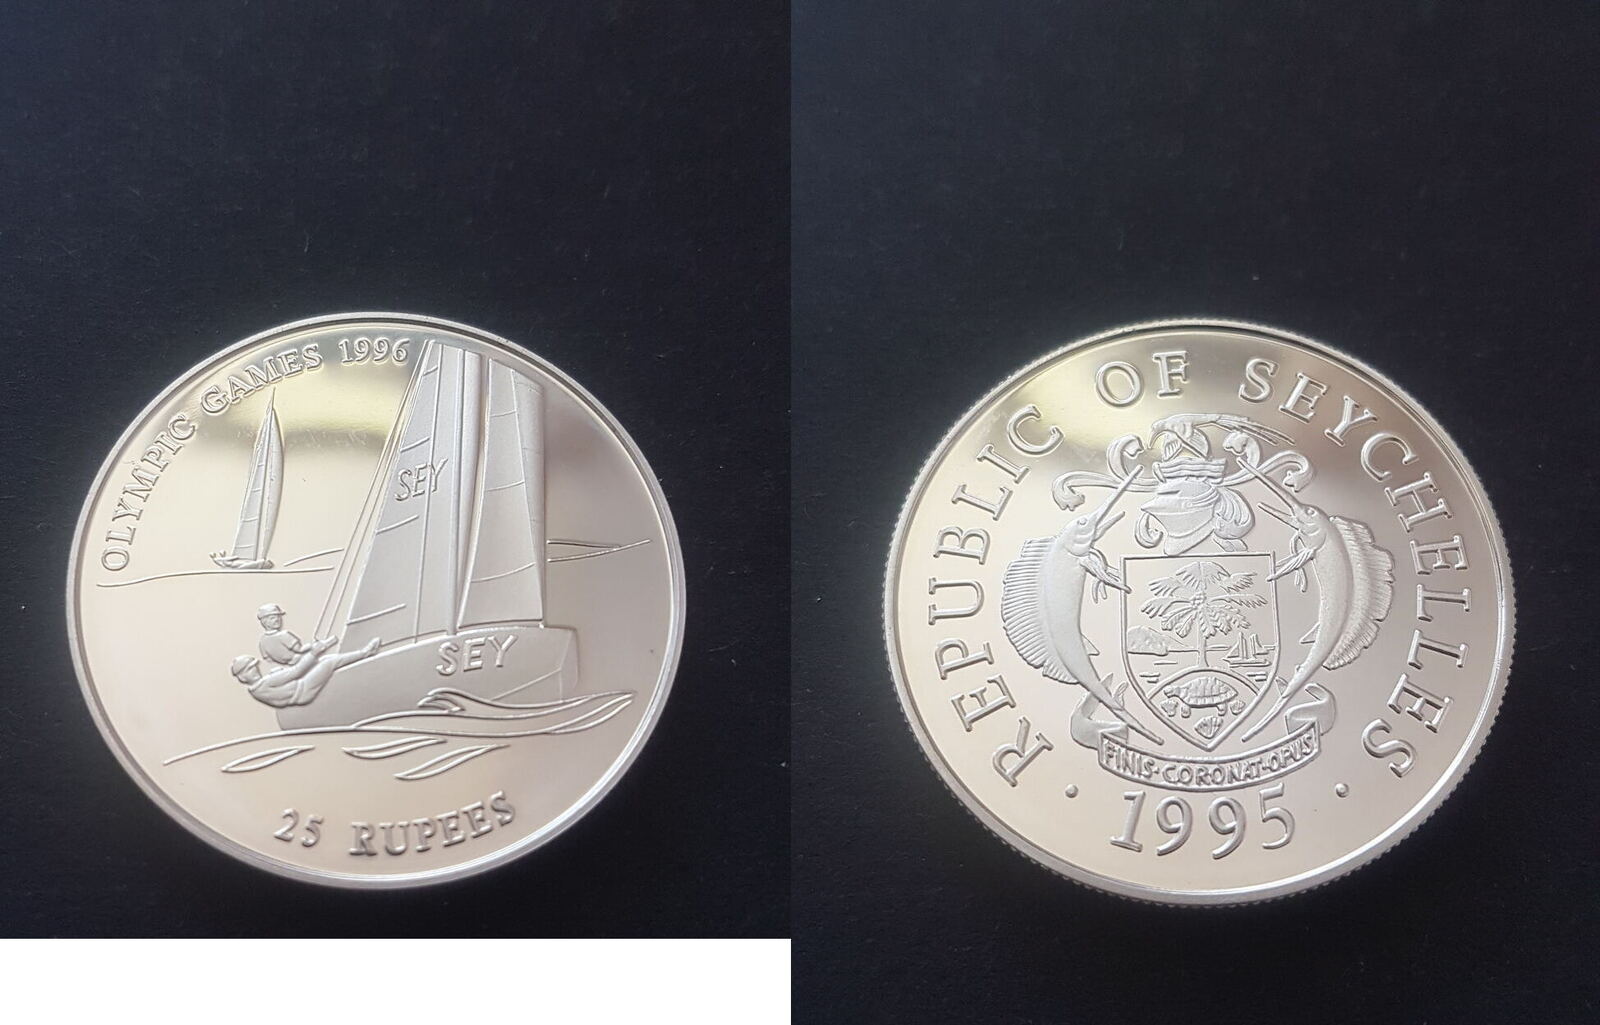 OLYMPIC GAMES 1996
SEY
SEY
25 RUPEES
REPUBLIC OF SEYCHELLES
FINIS·CORONAT·OPUS
· 1995 ·